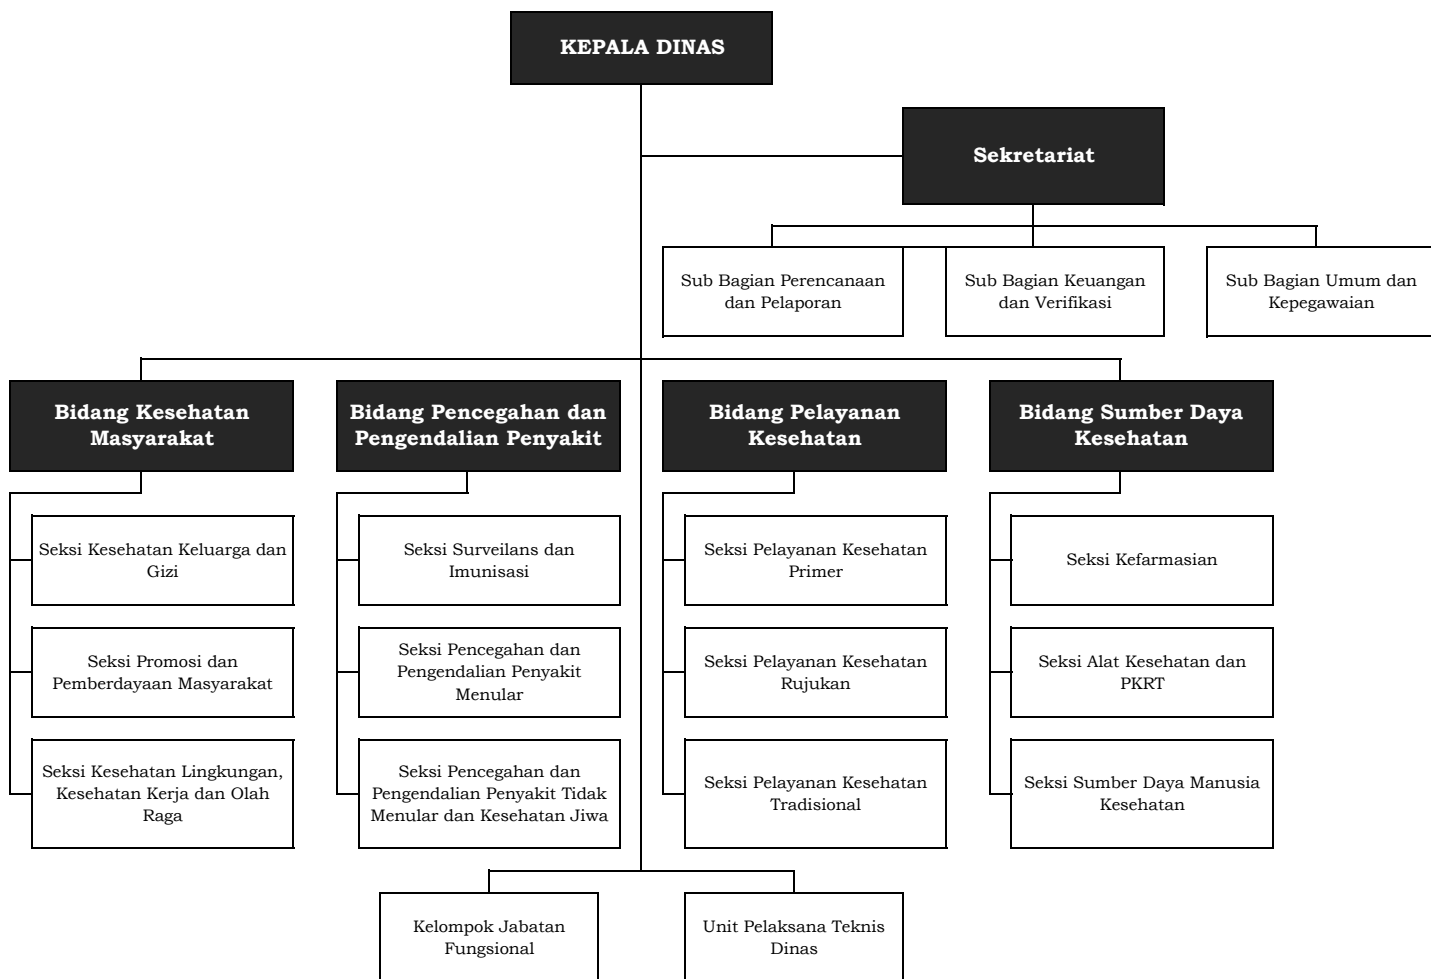 KEPALA DINAS
Sekretariat
Sub Bagian Perencanaan
dan Pelaporan
Sub Bagian Keuangan
dan Verifikasi
Sub Bagian Umum dan
Kepegawaian
Bidang Kesehatan
Masyarakat
Bidang Pencegahan dan
Pengendalian Penyakit
Bidang Pelayanan
Kesehatan
Bidang Sumber Daya
Kesehatan
Seksi Kesehatan Keluarga dan
Gizi
Seksi Surveilans dan
Imunisasi
Seksi Pelayanan Kesehatan
Primer
Seksi Kefarmasian
Seksi Promosi dan
Pemberdayaan Masyarakat
Seksi Pencegahan dan
Pengendalian Penyakit
Menular
Seksi Pelayanan Kesehatan
Rujukan
Seksi Alat Kesehatan dan
PKRT
Seksi Kesehatan Lingkungan,
Kesehatan Kerja dan Olah
Raga
Seksi Pencegahan dan
Pengendalian Penyakit Tidak
Menular dan Kesehatan Jiwa
Seksi Pelayanan Kesehatan
Tradisional
Seksi Sumber Daya Manusia
Kesehatan
Kelompok Jabatan
Fungsional
Unit Pelaksana Teknis
Dinas